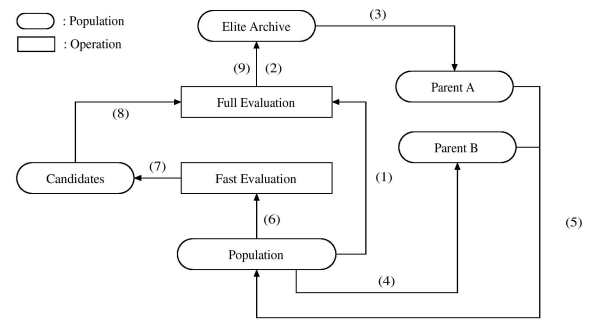 : Population
: Operation
Elite Archive
(3)
(9)
(2)
Parent A
Full Evaluation
(8)
Parent B
Candidates
(7)
Fast Evaluation
(1)
(6)
(5)
Population
(4)